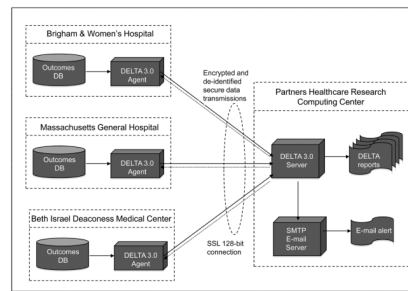 Brigham & Women's Hospital
Outcomes
DB
DELTA 3.0
Agent
Massachusetts General Hospital
Outcomes
DB
DELTA 3.0
Agent
Beth Israel Deaconess Medical Center
Outcomes
DB
DELTA 3.0
Agent
Encrypted and
de-identified
secure data
transmissions
SSL 128-bit
connection
Partners Healthcare Research
Computing Center
DELTA 3.0
Server
DELTA
reports
SMTP
E-mail
Server
E-mail alert